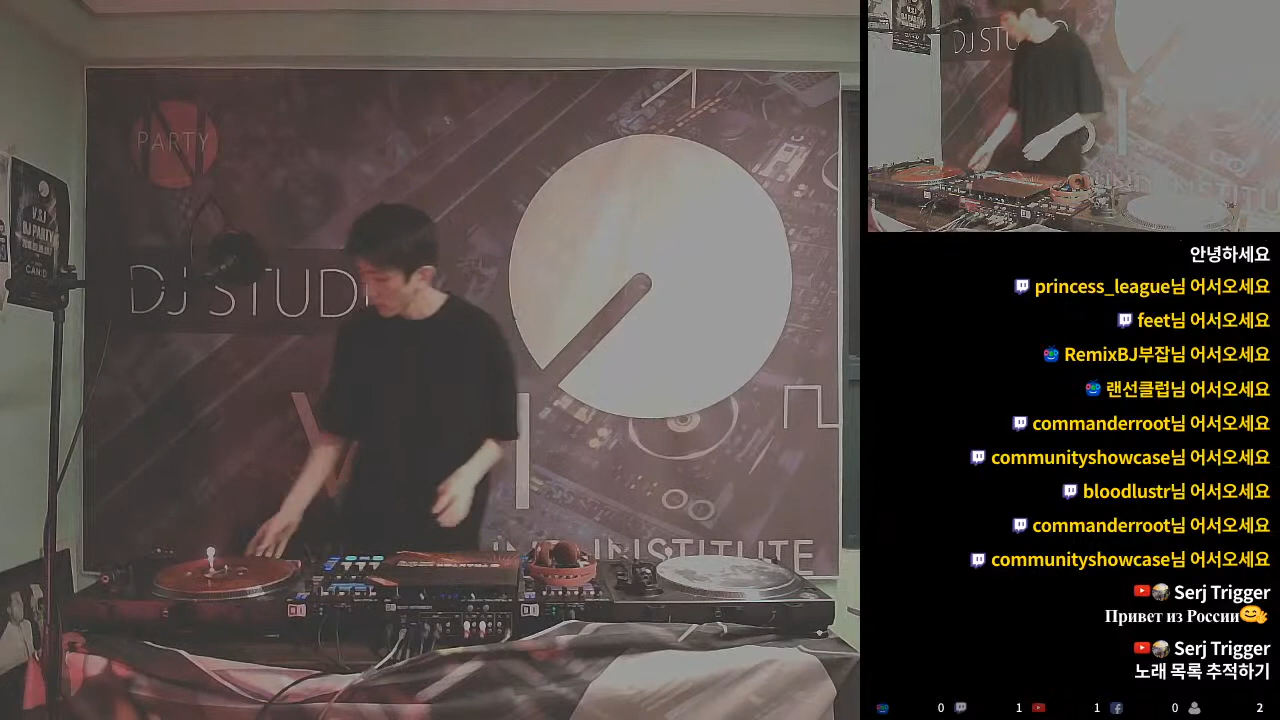 PARTY
DJ STUDI
INSTITUTE
V.S.I
DJ PARTY
CAN:D
DJ STU
안녕하세요
princess_league님 어서오세요
feet님 어서오세요
RemixBJ부잡님 어서오세요
랜선클럽님 어서오세요
commanderroot님 어서오세요
communityshowcase님 어서오세요
bloodlustr님 어서오세요
commanderroot님 어서오세요
communityshowcase님 어서오세요
Serj Trigger
Привет из России
Serj Trigger
노래 목록 추적하기
0 1 1 0 2